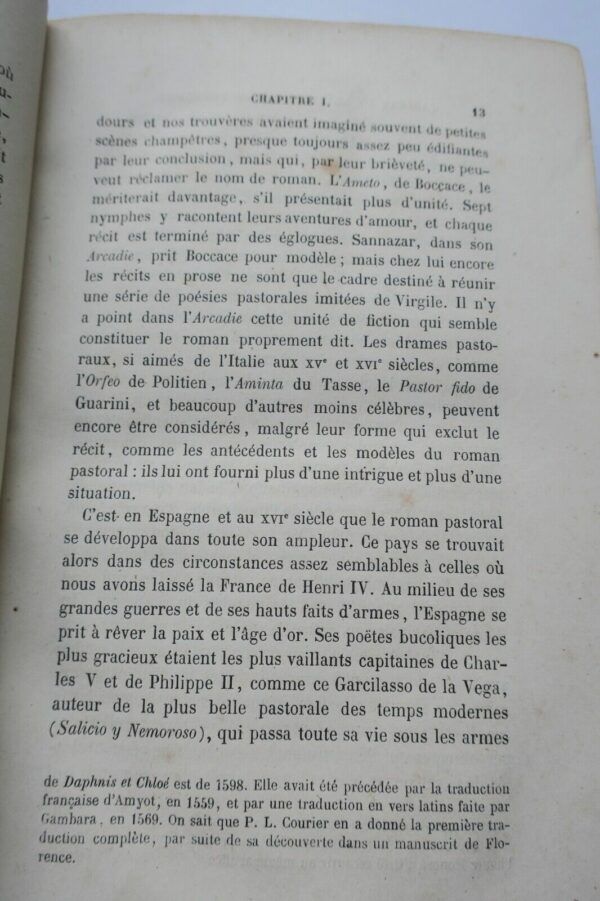 CHAPITRE I.
13
dours et nos trouvères avaient imaginé souvent de petites
scènes champêtres, presque toujours assez peu édifiantes
par leur conclusion, mais qui, par leur brièveté, ne peu-
vent réclamer le nom de roman. L'Ameto, de Boccace, le
mériterait davantage, s'il présentait plus d'unité. Sept
nymphes y racontent leurs aventures d'amour, et chaque
récit est terminé par des églogues. Sannazar, dans son
Arcadie, prit Boccace pour modèle; mais chez lui encore
les récits en prose ne sont que le cadre destiné à réunir
une série de poésies pastorales imitées de Virgile. Il n'y
a point dans l'Arcadie cette unité de fiction qui semble
constituer le roman proprement dit. Les drames pasto-
raux, si aimés de l'Italie aux XVe et XVIe siècles, comme
l'Orfeo de Politien, l'Aminta du Tasse, le Pastor fido de
Guarini, et beaucoup d'autres moins célèbres, peuvent
encore être considérés, malgré leur forme qui exclut le
récit, comme les antécédents et les modèles du roman
pastoral : ils lui ont fourni plus d'une intrigue et plus d'une
situation.
C'est en Espagne et au XVIe siècle que le roman pastoral
se développa dans toute son ampleur. Ce pays se trouvait
alors dans des circonstances assez semblables à celles où
nous avons laissé la France de Henri IV. Au milieu de ses
grandes guerres et de ses hauts faits d'armes, l'Espagne se
prit à rêver la paix et l'âge d'or. Ses poëtes bucoliques les
plus gracieux étaient les plus vaillants capitaines de Char-
les V et de Philippe II, comme ce Garcilasso de la Vega,
auteur de la plus belle pastorale des temps modernes
(Salicio y Nemoroso), qui passa toute sa vie sous les armes
de Daphnis et Chloé est de 1598. Elle avait été précédée par la traduction
française d'Amyot, en 1559, et par une traduction en vers latins faite par
Gambara, en 1569. On sait que P. L. Courier en a donné la première tra-
duction complète, par suite de sa découverte dans un manuscrit de Flo-
rence.